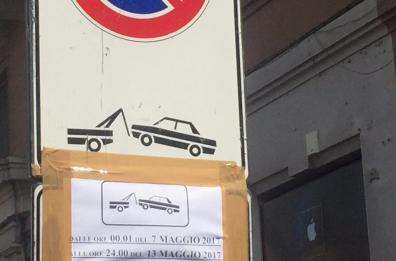 DALLE ORE 00.01 DEL 7 MAGGIO 2017
ALLE ORE 24.00 DEL 13 MAGGIO 2017